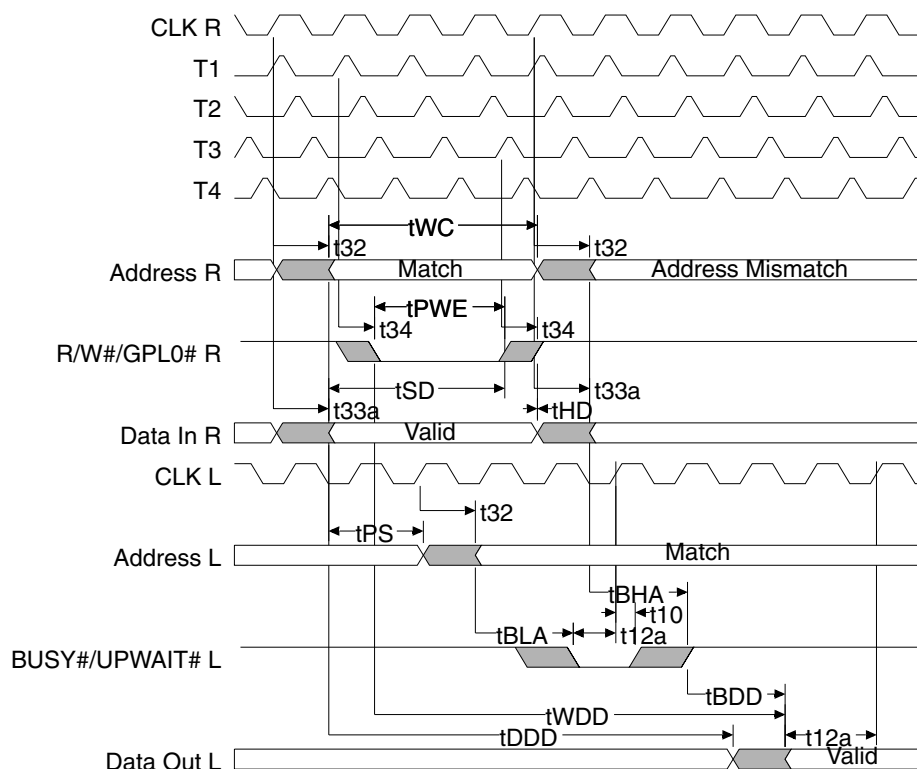 CLK R
T1
T2
T3
T4
tWC
t32 t32
Address R Match Address Mismatch
tPWE
t34 t34
R/W#/GPL0# R
tSD t33a
t33a tHD
Data In R Valid
CLK L
t32
tPS
Address L Match
tBHA
t10
tBLA t12a
BUSY#/UPWAIT# L
tBDD
tWDD
tDDD t12a
Data Out L Valid